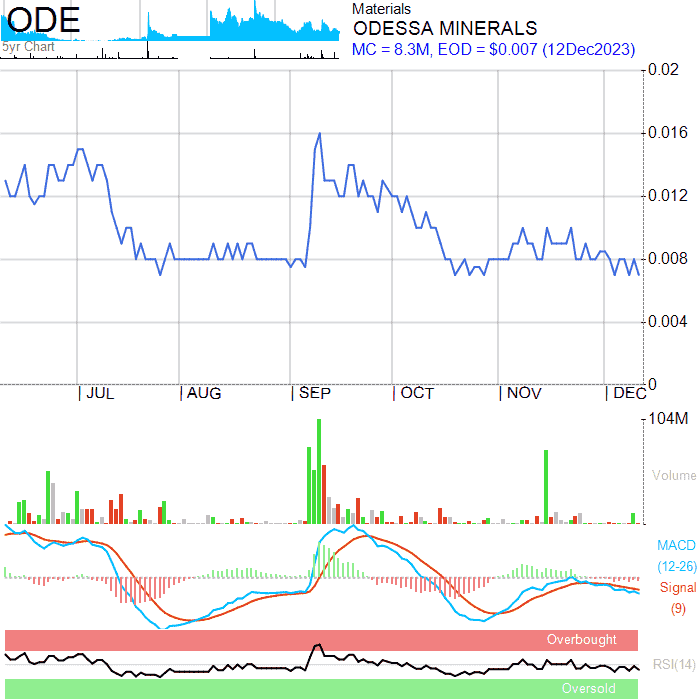 ODE
5yr Chart
Materials
ODESSA MINERALS
MC = 8.3M, EOD = $0.007 (12Dec2023)
0.02
0.016
0.012
0.008
0.004
0
JUL
AUG
SEP
OCT
NOV
DEC
104M
Volume
MACD
(12-26)
Signal
(9)
Overbought
RSI(14)
Oversold